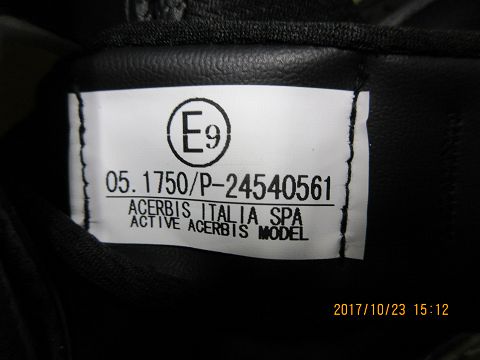 E9
05.1750/P-24540561
ACERBIS ITALIA SPA
ACTIVE ACERBIS MODEL
2017/10/23 15:12